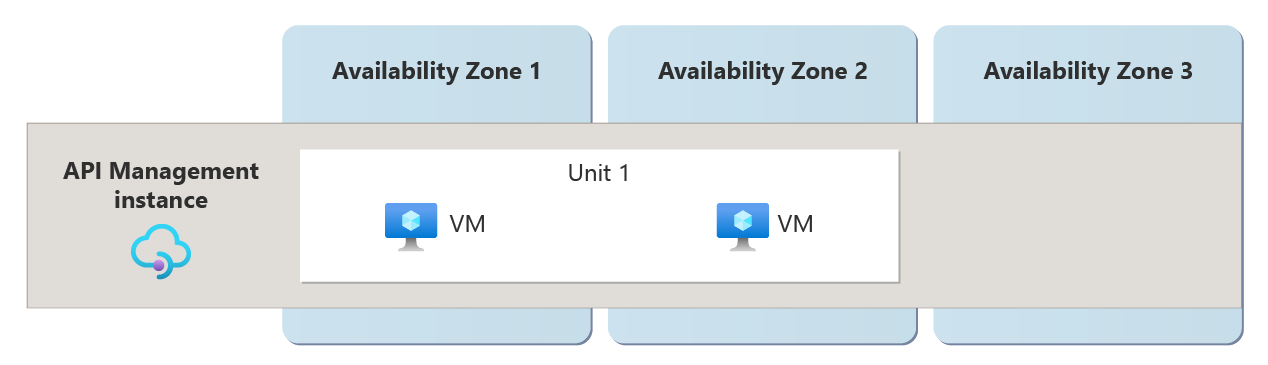 Availability Zone 1
Availability Zone 2
Availability Zone 3
API Management
instance
Unit 1
VM
VM